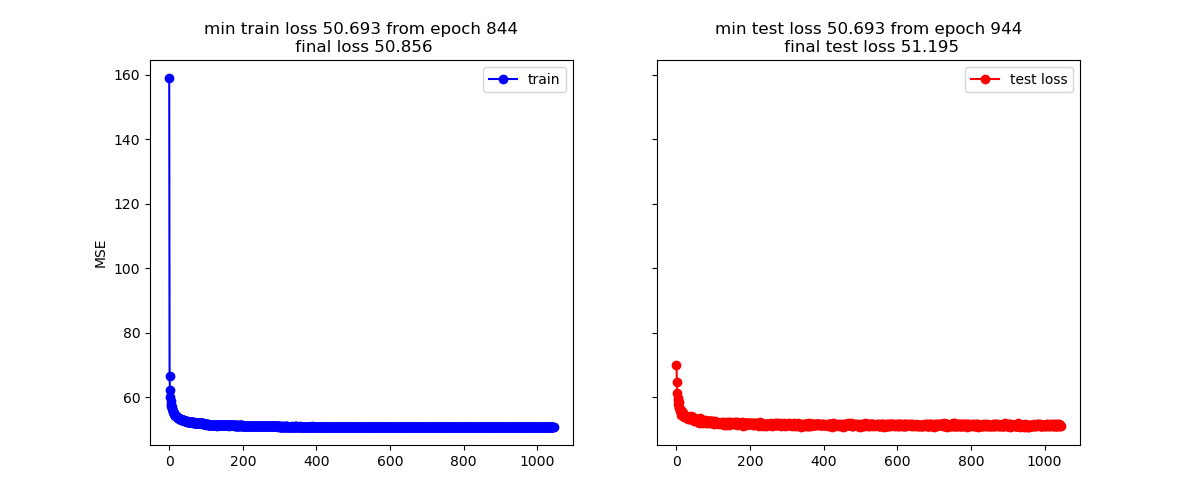 min train loss 50.693 from epoch 844
final loss 50.856
min test loss 50.693 from epoch 944
final test loss 51.195
MSE
160
140
120
100
80
60
train
0 200 400 600 800 1000
test loss
0 200 400 600 800 1000